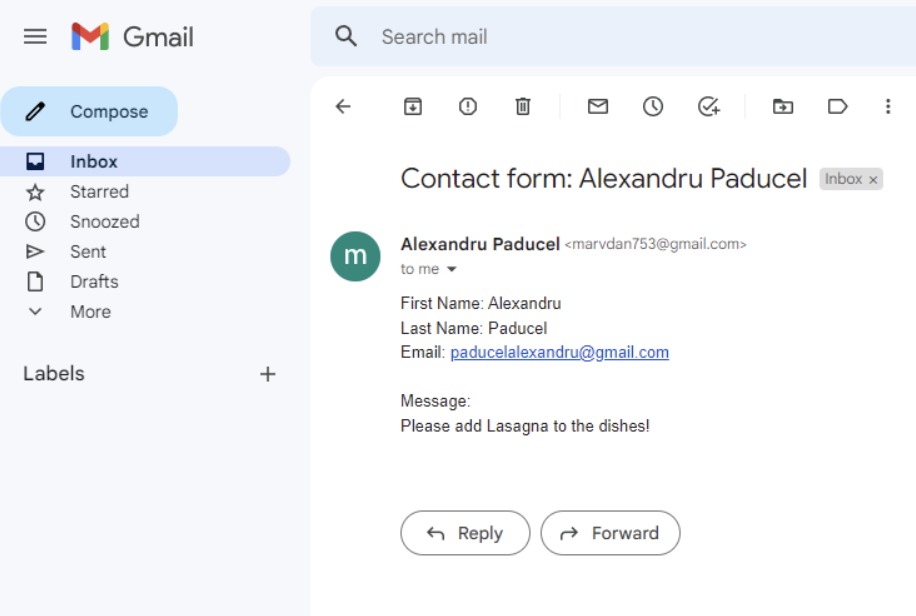 Gmail
Search mail
Compose
Inbox
Starred
Snoozed
Sent
Drafts
More
Labels
Contact form: Alexandru Paducel Inbox ×
m
Alexandru Paducel <marvdan753@gmail.com>
to me
First Name: Alexandru
Last Name: Paducel
Email: paducelalexandru@gmail.com
Message:
Please add Lasagna to the dishes!
Reply
Forward